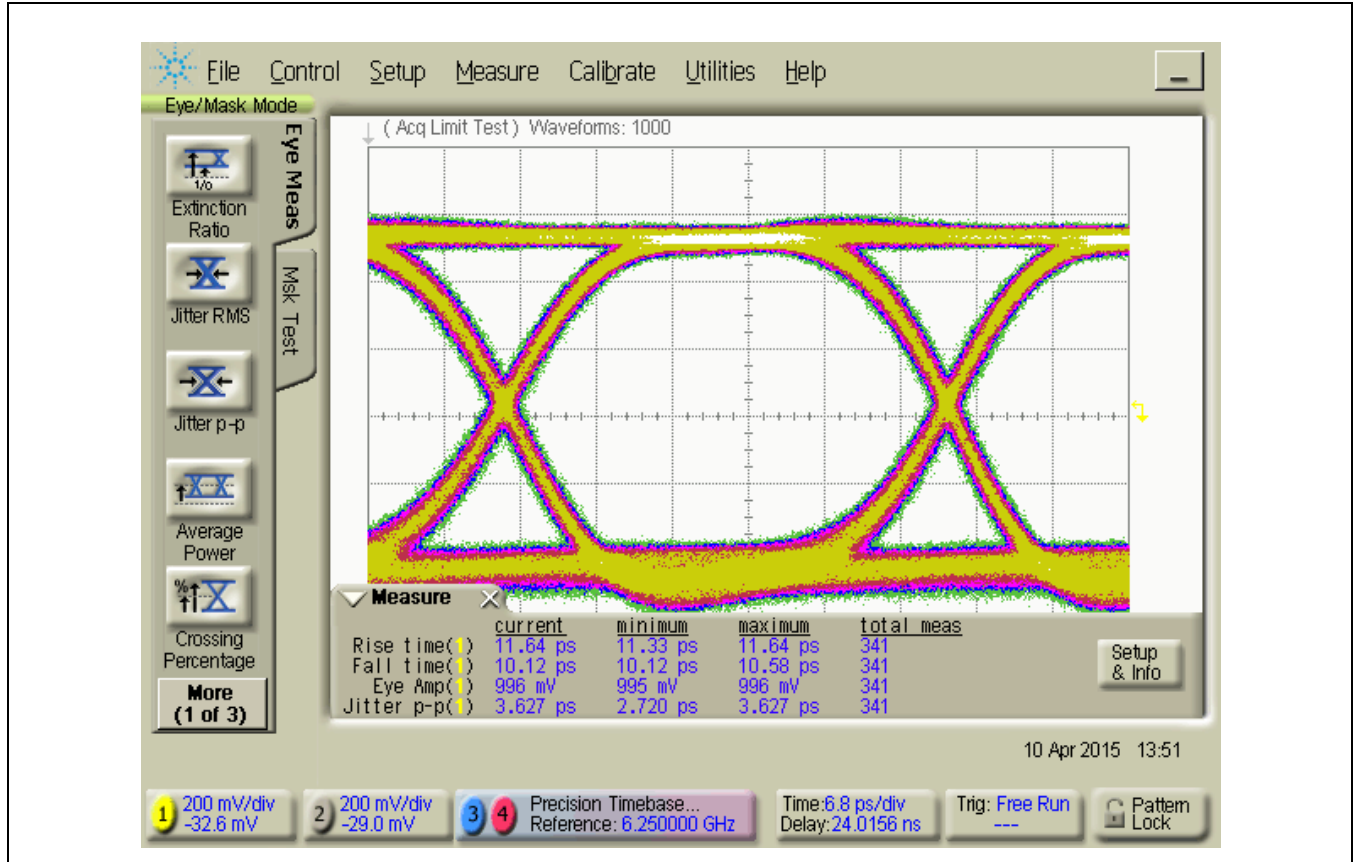 File Control Setup Measure Calibrate Utilities Help
Eye/Mask Mode
Eye Meas
Msk Test
1/0
Extinction
Ratio
Jitter RMS
Jitter p-p
Average
Power
%
Crossing
Percentage
More
(1 of 3)
( Acq Limit Test ) Waveforms: 1000
Measure
current minimum maximum total meas
Rise time(1) 11.64 ps 11.33 ps 11.64 ps 341
Fall time(1) 10.12 ps 10.12 ps 10.58 ps 341
Eye Amp(1) 996 mV 995 mV 996 mV 341
Jitter p-p(1) 3.627 ps 2.720 ps 3.627 ps 341
Setup
& Info
10 Apr 2015 13:51
1 200 mV/div
-32.6 mV
2 200 mV/div
-29.0 mV
3 4 Precision Timebase...
Reference: 6.250000 GHz
Time:6.8 ps/div
Delay:24.0156 ns
Trig: Free Run
---
Pattern
Lock